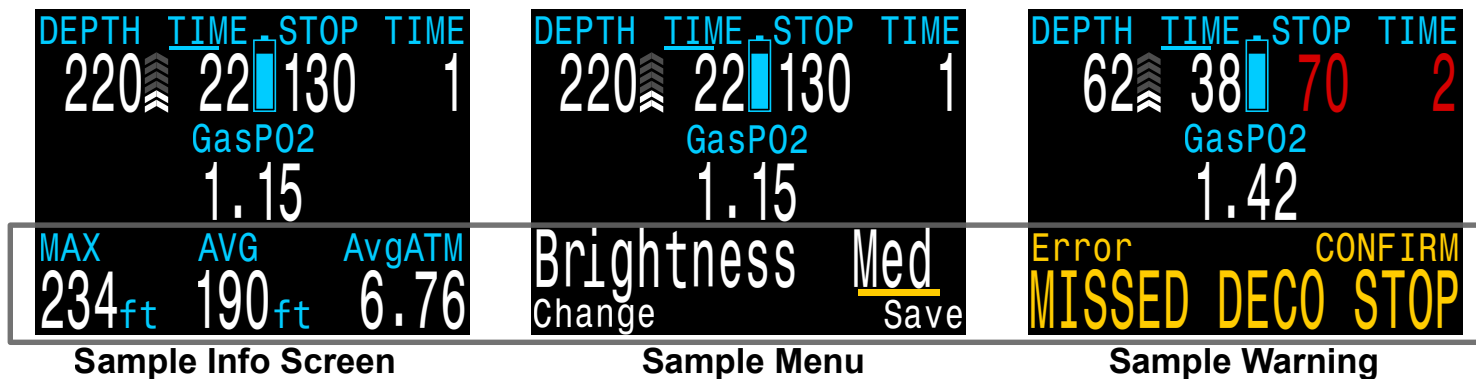 DEPTH TIME STOP TIME
220 22 130 1
GasPO2
1.15
MAX AVG AvgATM
234ft 190ft 6.76
Sample Info Screen
DEPTH TIME STOP TIME
220 22 130 1
GasPO2
1.15
Brightness Med
Change Save
Sample Menu
DEPTH TIME STOP TIME
62 38 70 2
GasPO2
1.42
Error CONFIRM
MISSED DECO STOP
Sample Warning